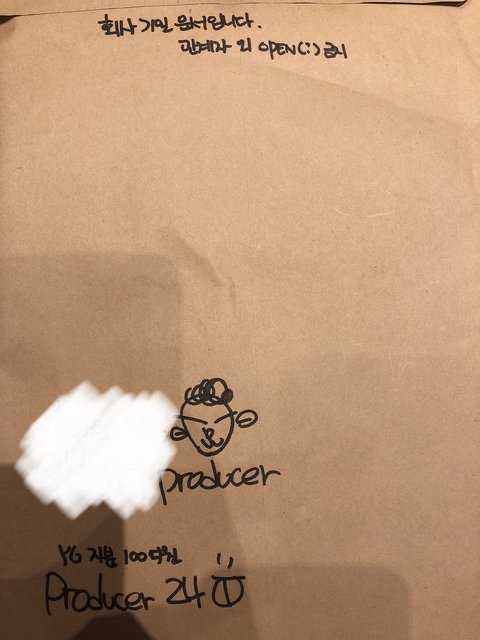 회사 기밀 문서입니다.
관계자 외 OPEN(:) 금지
producer
YG 지분 100억원
Producer 24